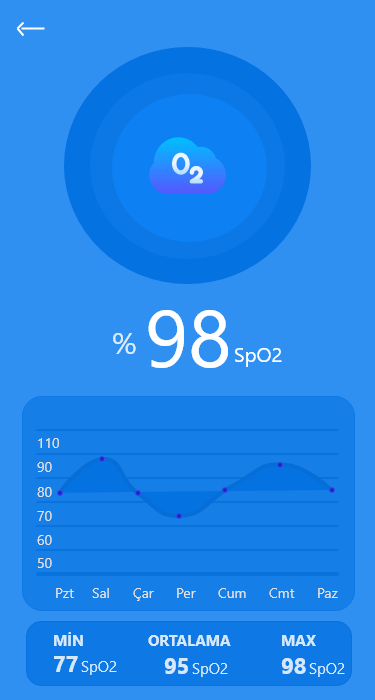 O2
% 98 SpO2
110
90
80
70
60
50
Pzt Sal Çar Per Cum Cmt Paz
MİN ORTALAMA MAX
77 SpO2 95 SpO2 98 SpO2